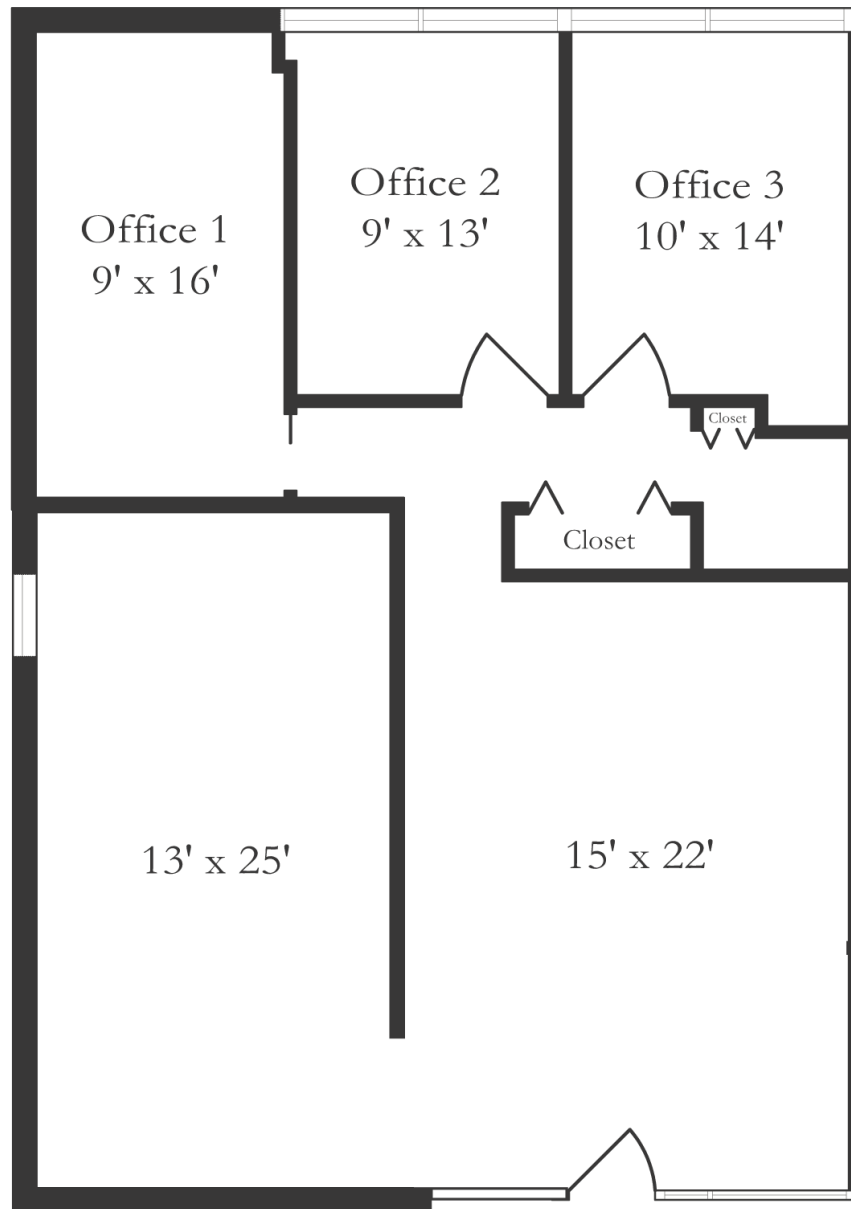 Office 1
9' x 16'
Office 2
9' x 13'
Office 3
10' x 14'
Closet
Closet
13' x 25'
15' x 22'